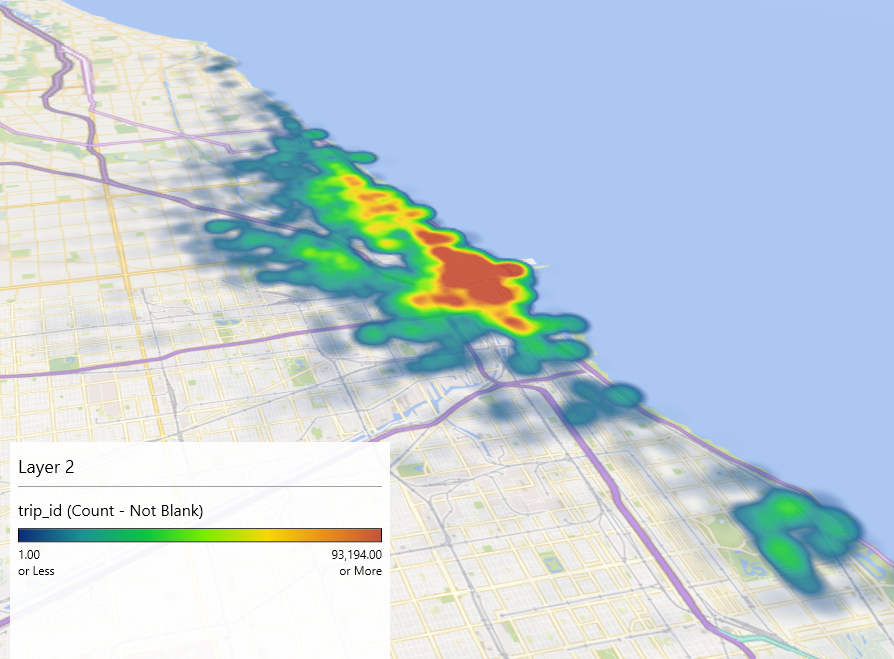 Layer 2
trip_id (Count - Not Blank)
1.00 93,194.00
or Less or More